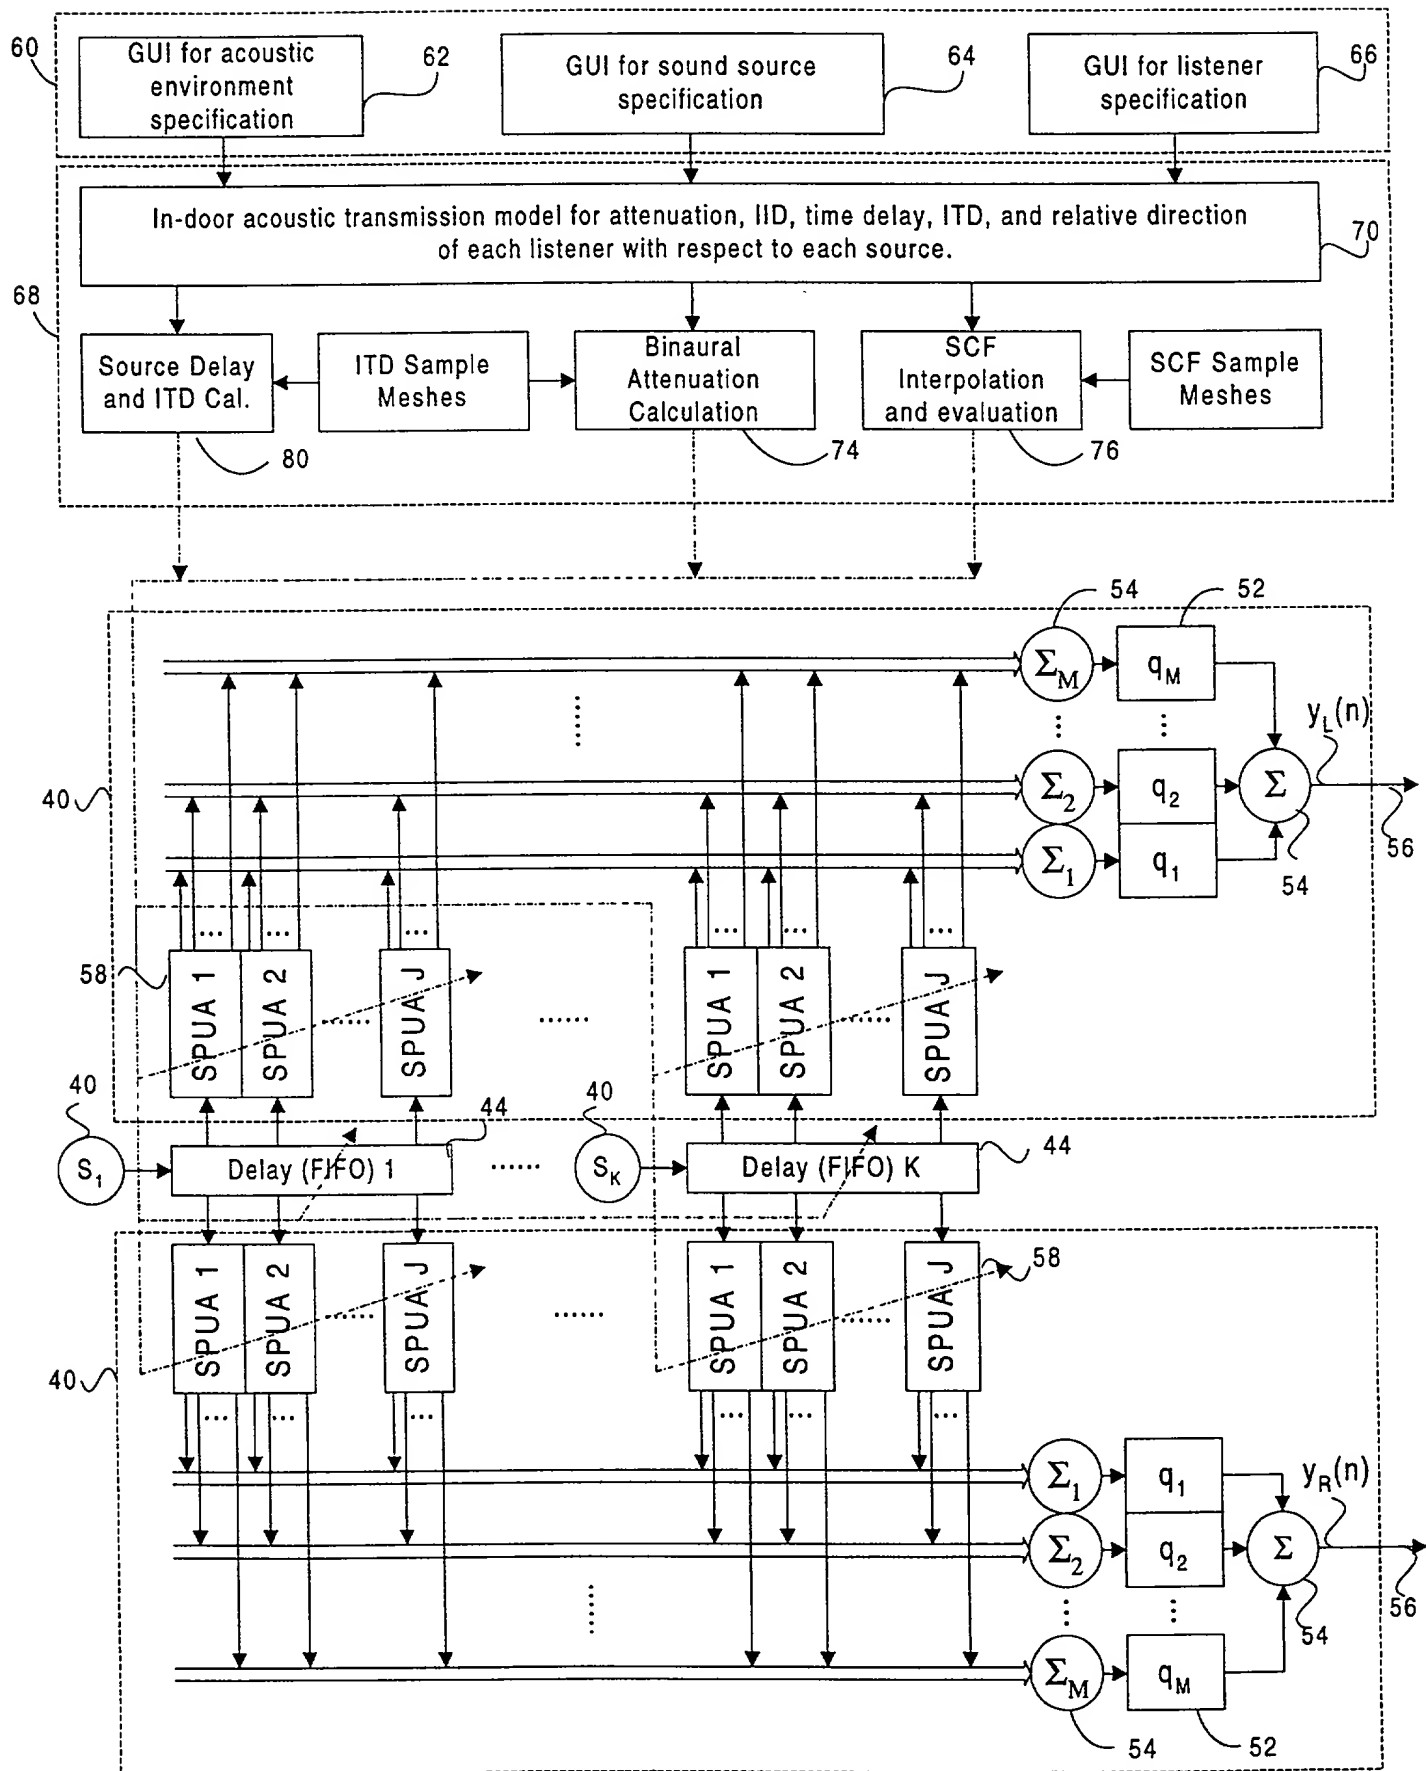 60
GUI for acoustic
environment
specification
62
GUI for sound source
specification
64
GUI for listener
specification
66
In-door acoustic transmission model for attenuation, IID, time delay, ITD, and relative direction
of each listener with respect to each source.
70
68
Source Delay
and ITD Cal.
ITD Sample
Meshes
Binaural
Attenuation
Calculation
SCF
Interpolation
and evaluation
SCF Sample
Meshes
80
74
76
54
52
Σ_M
q_M
y_L(n)
40
Σ_2
q_2
Σ
Σ_1
q_1
54
56
58
SPUA 1
SPUA 2
SPUA J
SPUA 1
SPUA 2
SPUA J
40
44
40
44
S_1
Delay (FIFO) 1
S_K
Delay (FIFO) K
SPUA 1
SPUA 2
SPUA J
SPUA 1
SPUA 2
SPUA J
58
40
Σ_1
q_1
y_R(n)
Σ_2
q_2
Σ
56
54
Σ_M
q_M
54
52